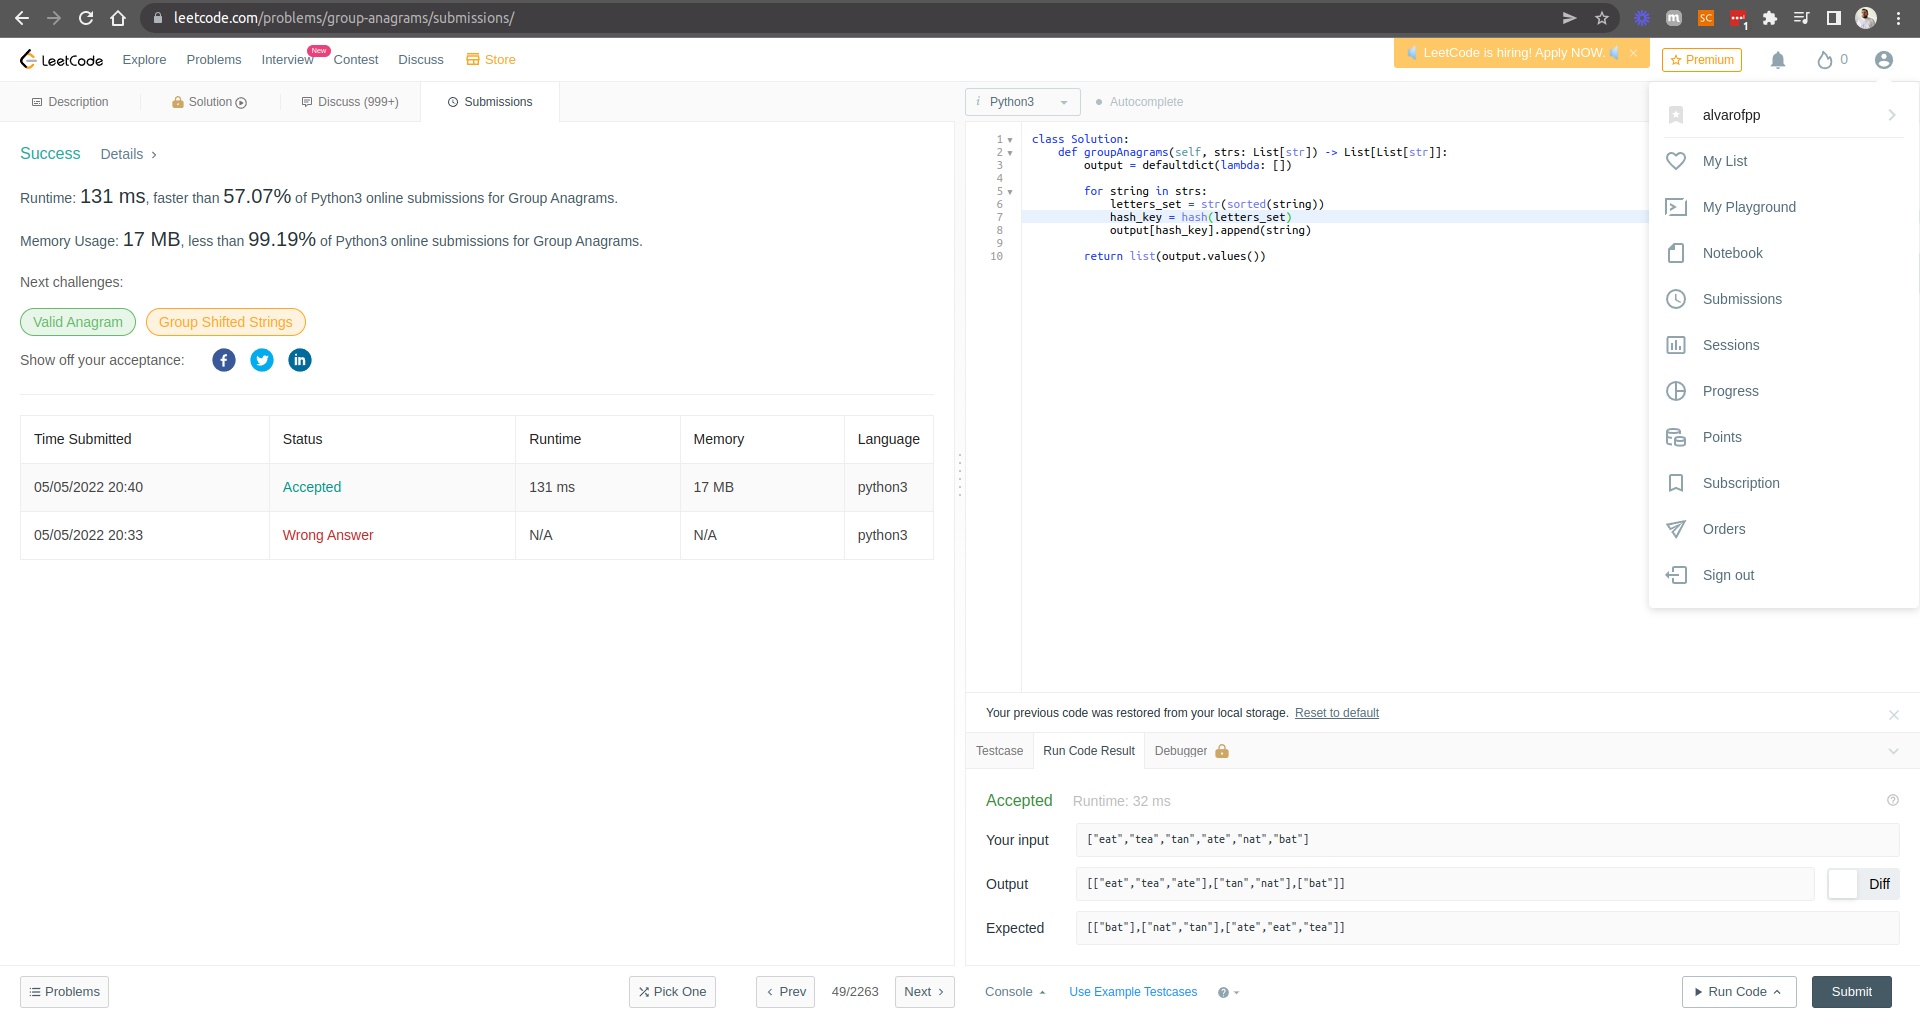 leetcode.com/problems/group-anagrams/submissions/
SC
1
LeetCode
Explore
Problems
Interview
New
Contest
Discuss
Store
LeetCode is hiring! Apply NOW.
Premium
0
Description
Solution
Discuss (999+)
Submissions
Success
Details
Runtime: 131 ms, faster than 57.07% of Python3 online submissions for Group Anagrams.
Memory Usage: 17 MB, less than 99.19% of Python3 online submissions for Group Anagrams.
Next challenges:
Valid Anagram
Group Shifted Strings
Show off your acceptance:
Time Submitted Status Runtime Memory Language
05/05/2022 20:40 Accepted 131 ms 17 MB python3
05/05/2022 20:33 Wrong Answer N/A N/A python3
i Python3
Autocomplete
1 class Solution:
2 def groupAnagrams(self, strs: List[str]) -> List[List[str]]:
3 output = defaultdict(lambda: [])
4
5 for string in strs:
6 letters_set = str(sorted(string))
7 hash_key = hash(letters_set)
8 output[hash_key].append(string)
9
10 return list(output.values())
alvarofpp
My List
My Playground
Notebook
Submissions
Sessions
Progress
Points
Subscription
Orders
Sign out
Your previous code was restored from your local storage. Reset to default
Testcase
Run Code Result
Debugger
Accepted
Runtime: 32 ms
Your input
["eat","tea","tan","ate","nat","bat"]
Output
[["eat","tea","ate"],["tan","nat"],["bat"]]
Diff
Expected
[["bat"],["nat","tan"],["ate","eat","tea"]]
Problems
Pick One
Prev
49/2263
Next
Console
Use Example Testcases
Run Code
Submit